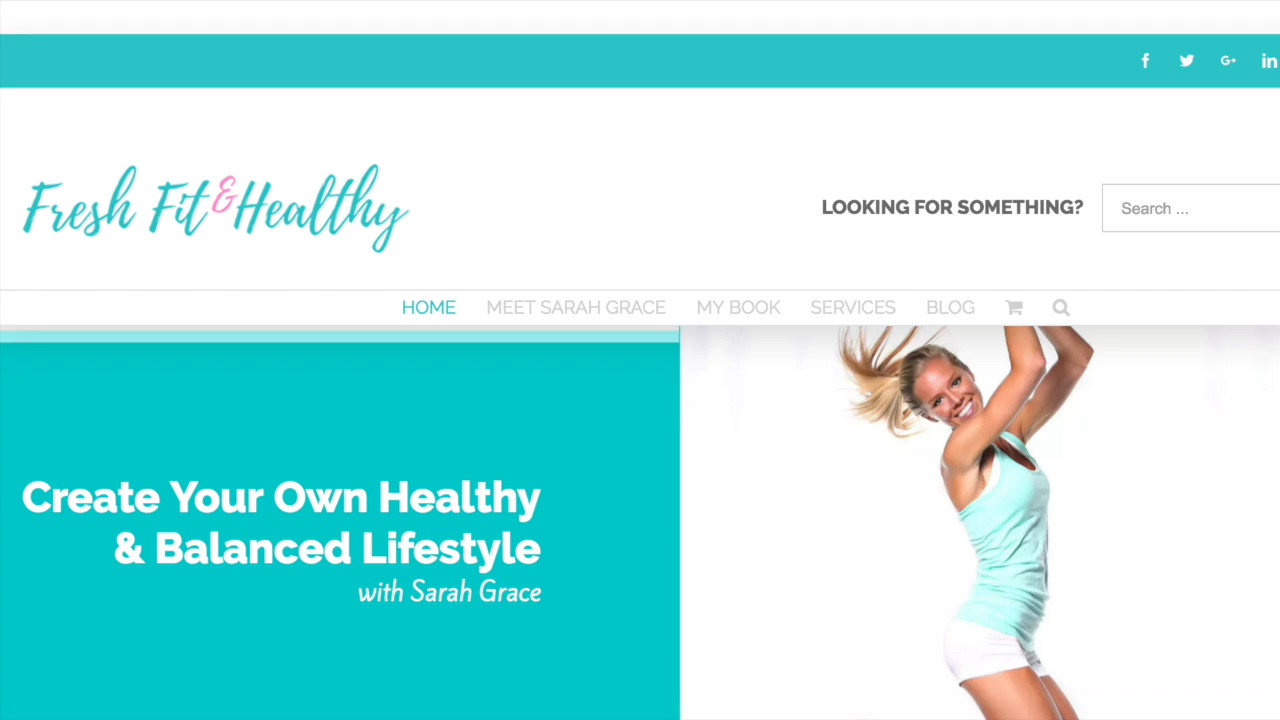 Fresh Fit & Healthy
LOOKING FOR SOMETHING?
Search ...
HOME MEET SARAH GRACE MY BOOK SERVICES BLOG
Create Your Own Healthy
& Balanced Lifestyle
with Sarah Grace